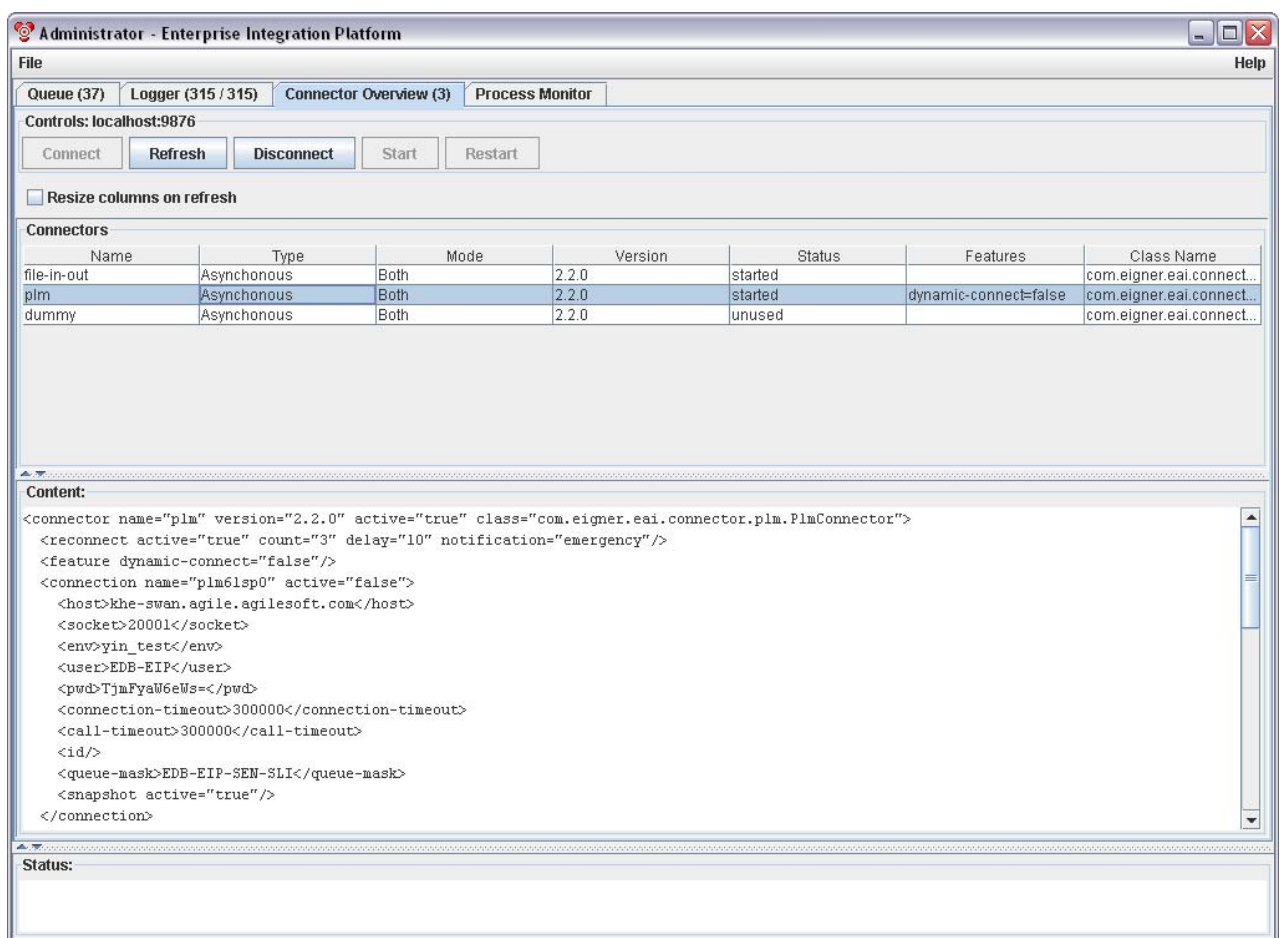 Administrator - Enterprise Integration Platform
File Help
Queue (37) Logger (315 / 315) Connector Overview (3) Process Monitor
Controls: localhost:9876
Connect Refresh Disconnect Start Restart
Resize columns on refresh
Connectors
Name Type Mode Version Status Features Class Name
file-in-out Asynchonous Both 2.2.0 started com.eigner.eai.connect...
plm Asynchonous Both 2.2.0 started dynamic-connect=false com.eigner.eai.connect...
dummy Asynchonous Both 2.2.0 unused com.eigner.eai.connect...
Content:
<connector name="plm" version="2.2.0" active="true" class="com.eigner.eai.connector.plm.PlmConnector">
<reconnect active="true" count="3" delay="10" notification="emergency"/>
<feature dynamic-connect="false"/>
<connection name="plm61sp0" active="false">
<host>khe-swan.agile.agilesoft.com</host>
<socket>20001</socket>
<env>yin_test</env>
<user>EDB-EIP</user>
<pwd>TjmFyaW6eWs=</pwd>
<connection-timeout>300000</connection-timeout>
<call-timeout>300000</call-timeout>
<id/>
<queue-mask>EDB-EIP-SEN-SLI</queue-mask>
<snapshot active="true"/>
</connection>
Status: